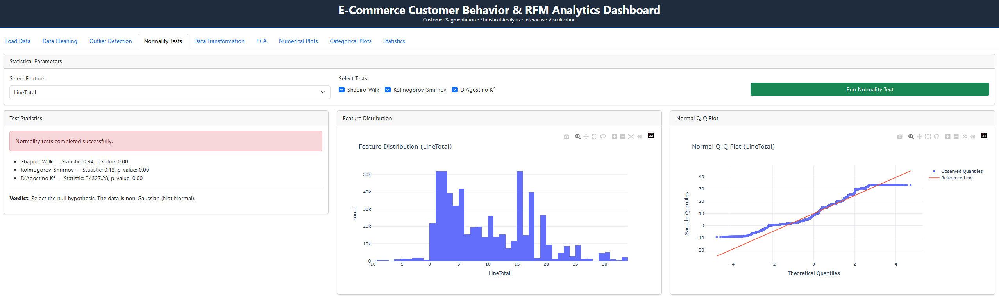 E-Commerce Customer Behavior & RFM Analytics Dashboard
Customer Segmentation • Statistical Analysis • Interactive Visualization
Load Data Data Cleaning Outlier Detection Normality Tests Data Transformation PCA Numerical Plots Categorical Plots Statistics
Statistical Parameters
Select Feature
LineTotal
Select Tests
Shapiro-Wilk Kolmogorov-Smirnov D’Agostino K²
Run Normality Test
Test Statistics
Normality tests completed successfully.
• Shapiro-Wilk — Statistic: 0.94, p-value: 0.00
• Kolmogorov-Smirnov — Statistic: 0.13, p-value: 0.00
• D’Agostino K² — Statistic: 34327.28, p-value: 0.00
Verdict: Reject the null hypothesis. The data is non-Gaussian (Not Normal).
Feature Distribution
Feature Distribution (LineTotal)
count
50k
40k
30k
20k
10k
0
−10 −5 0 5 10 15 20 25 30
LineTotal
Normal Q-Q Plot
Normal Q-Q Plot (LineTotal)
Observed Quantiles
Reference Line
Sample Quantiles
40
30
20
10
0
−10
−20
−4 −2 0 2 4
Theoretical Quantiles